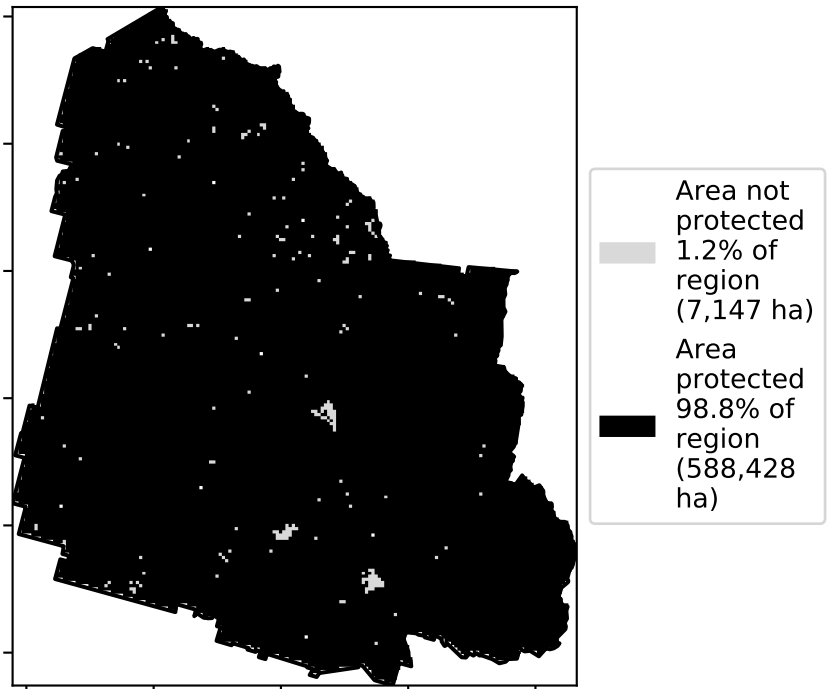 Area not
protected
1.2% of
region
(7,147 ha)
Area
protected
98.8% of
region
(588,428
ha)